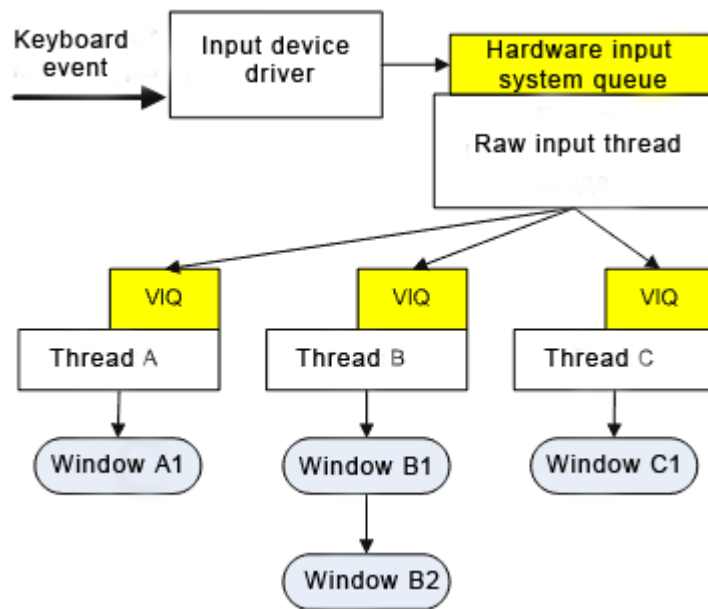 Keyboard
event
Input device
driver
Hardware input
system queue
Raw input thread
VIQ
VIQ
VIQ
Thread A
Thread B
Thread C
Window A1
Window B1
Window C1
Window B2